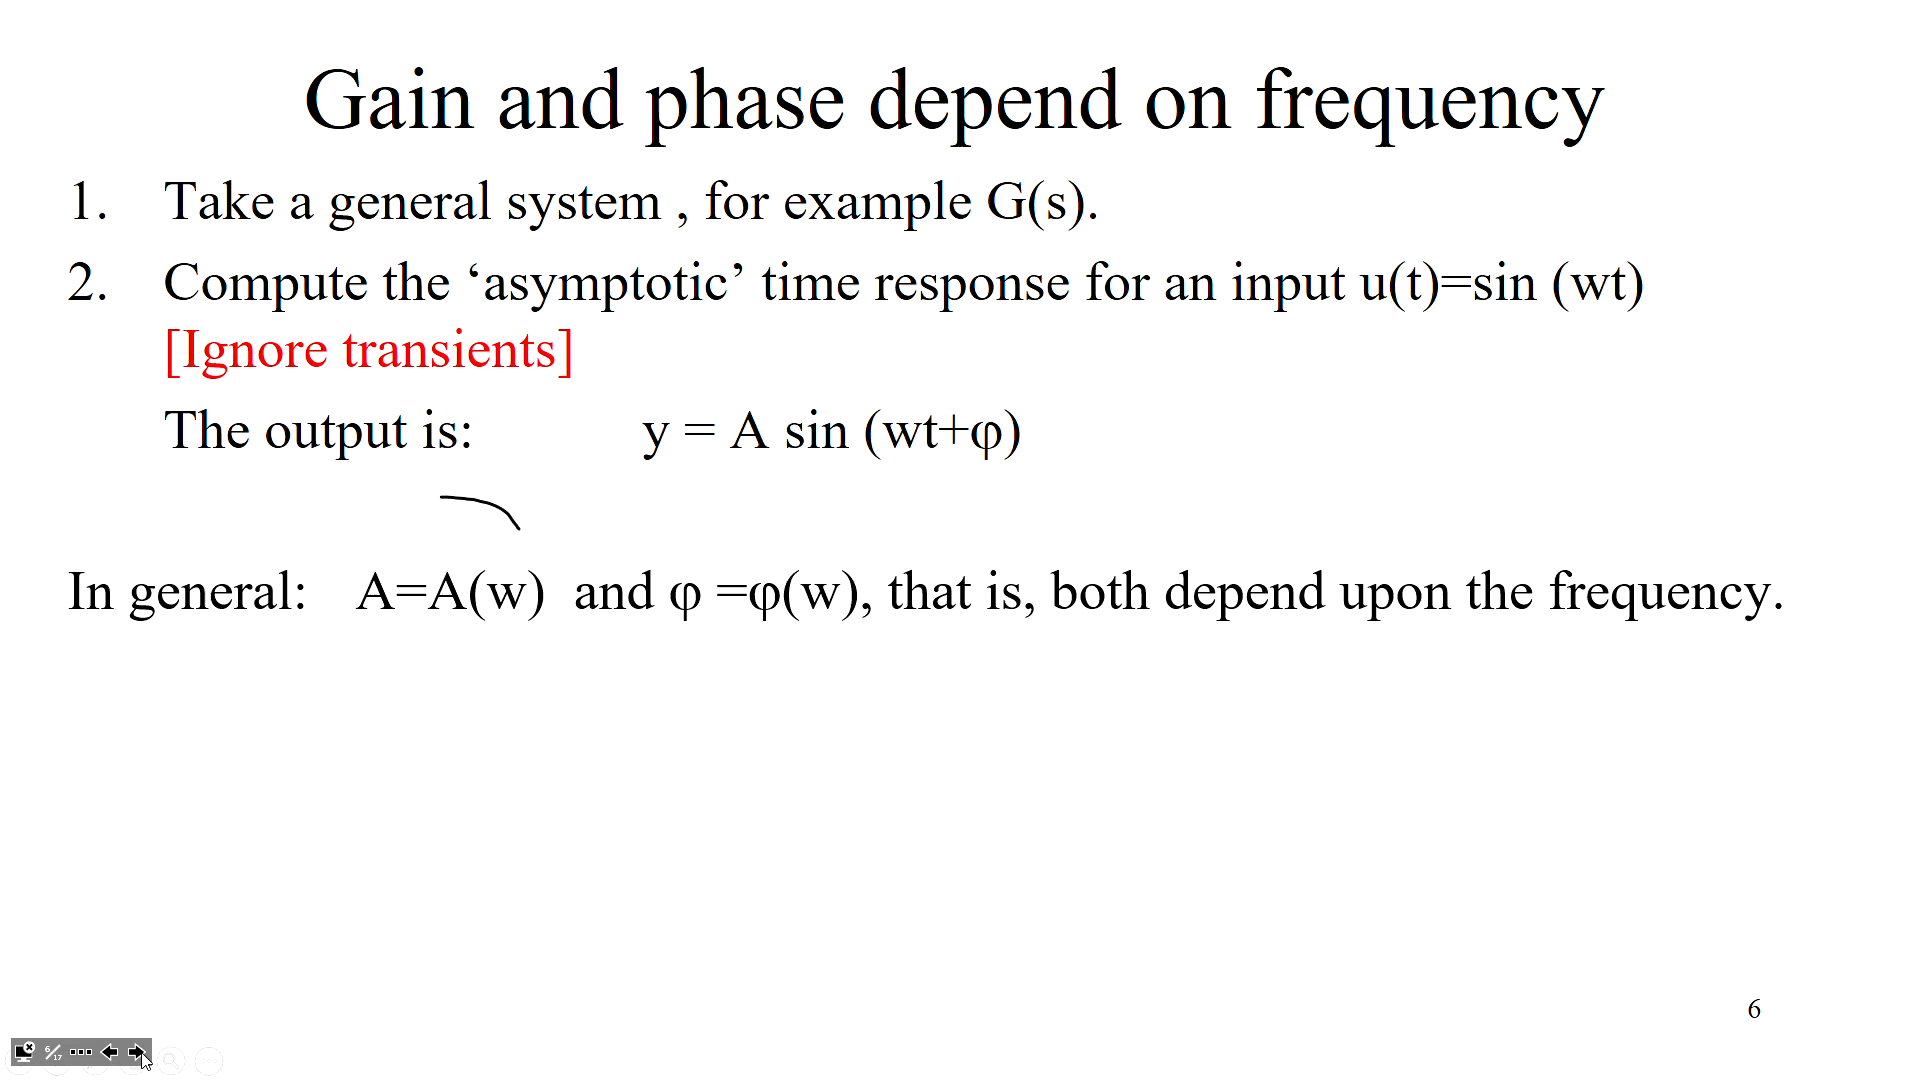 Gain and phase depend on frequency
1. Take a general system , for example G(s).
2. Compute the ‘asymptotic’ time response for an input u(t)=sin (wt)
[Ignore transients]
The output is: y = A sin (wt+φ)
In general: A=A(w) and φ =φ(w), that is, both depend upon the frequency.
6
6/17